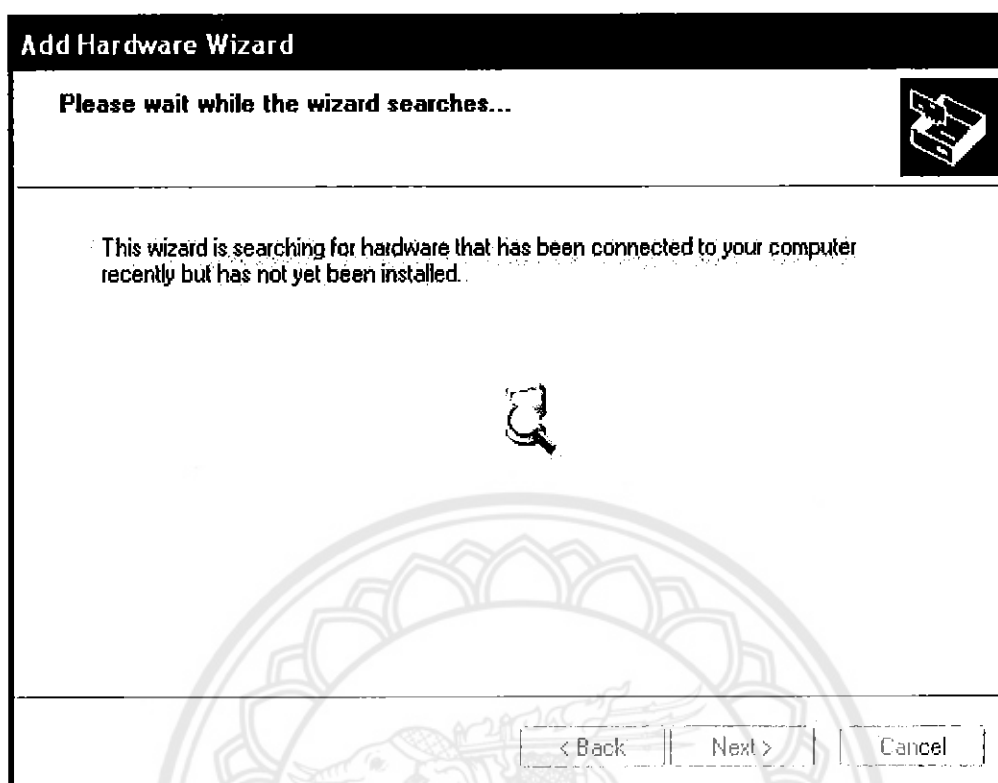 Add Hardware Wizard
Please wait while the wizard searches...
This wizard is searching for hardware that has been connected to your computer
recently but has not yet been installed.
< Back Next > Cancel